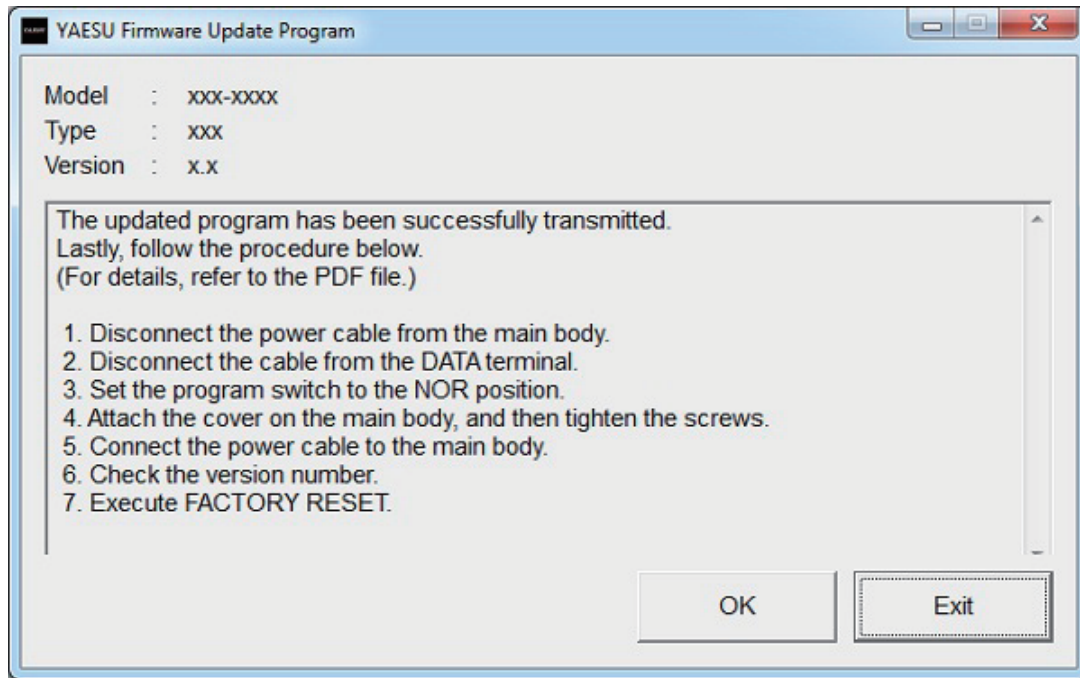 YAESU Firmware Update Program
Model : xxx-xxxx
Type : xxx
Version : x.x
The updated program has been successfully transmitted.
Lastly, follow the procedure below.
(For details, refer to the PDF file.)
1. Disconnect the power cable from the main body.
2. Disconnect the cable from the DATA terminal.
3. Set the program switch to the NOR position.
4. Attach the cover on the main body, and then tighten the screws.
5. Connect the power cable to the main body.
6. Check the version number.
7. Execute FACTORY RESET.
OK Exit